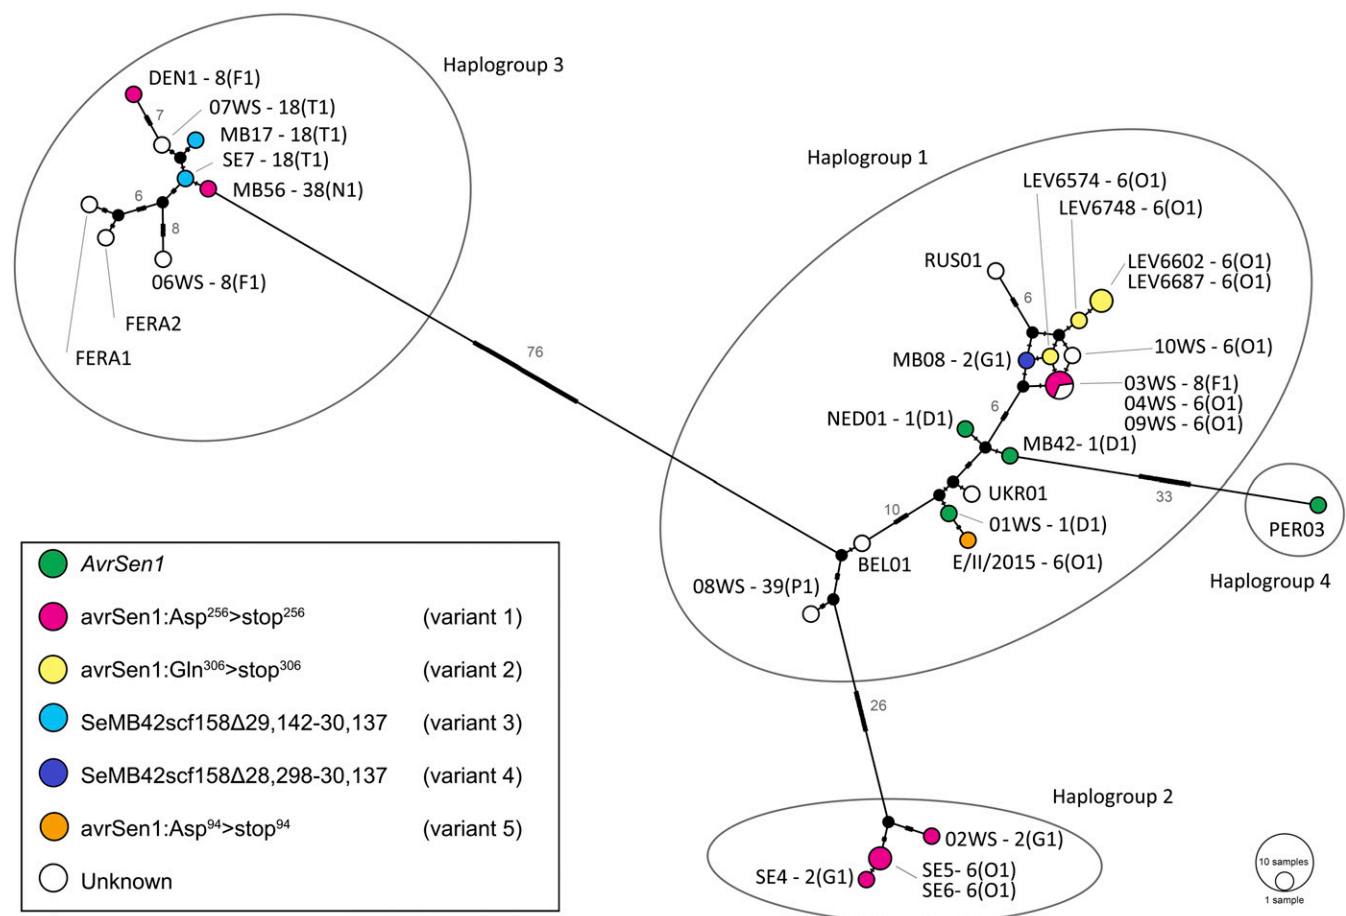 Haplogroup 3
DEN1 - 8(F1)
07WS - 18(T1)
7
MB17 - 18(T1)
SE7 - 18(T1)
MB56 - 38(N1)
6
8
06WS - 8(F1)
FERA2
FERA1
76
Haplogroup 1
LEV6574 - 6(O1)
LEV6748 - 6(O1)
RUS01
LEV6602 - 6(O1)
LEV6687 - 6(O1)
6
MB08 - 2(G1)
10WS - 6(O1)
03WS - 8(F1)
04WS - 6(O1)
09WS - 6(O1)
6
NED01 - 1(D1)
MB42- 1(D1)
33
UKR01
10
01WS - 1(D1)
PER03
E/II/2015 - 6(O1)
BEL01
Haplogroup 4
08WS - 39(P1)
26
Haplogroup 2
02WS - 2(G1)
SE4 - 2(G1)
SE5- 6(O1)
SE6- 6(O1)
AvrSen1
avrSen1:Asp²⁵⁶>stop²⁵⁶ (variant 1)
avrSen1:Gln³⁰⁶>stop³⁰⁶ (variant 2)
SeMB42scf158Δ29,142-30,137 (variant 3)
SeMB42scf158Δ28,298-30,137 (variant 4)
avrSen1:Asp⁹⁴>stop⁹⁴ (variant 5)
Unknown
10 samples
1 sample